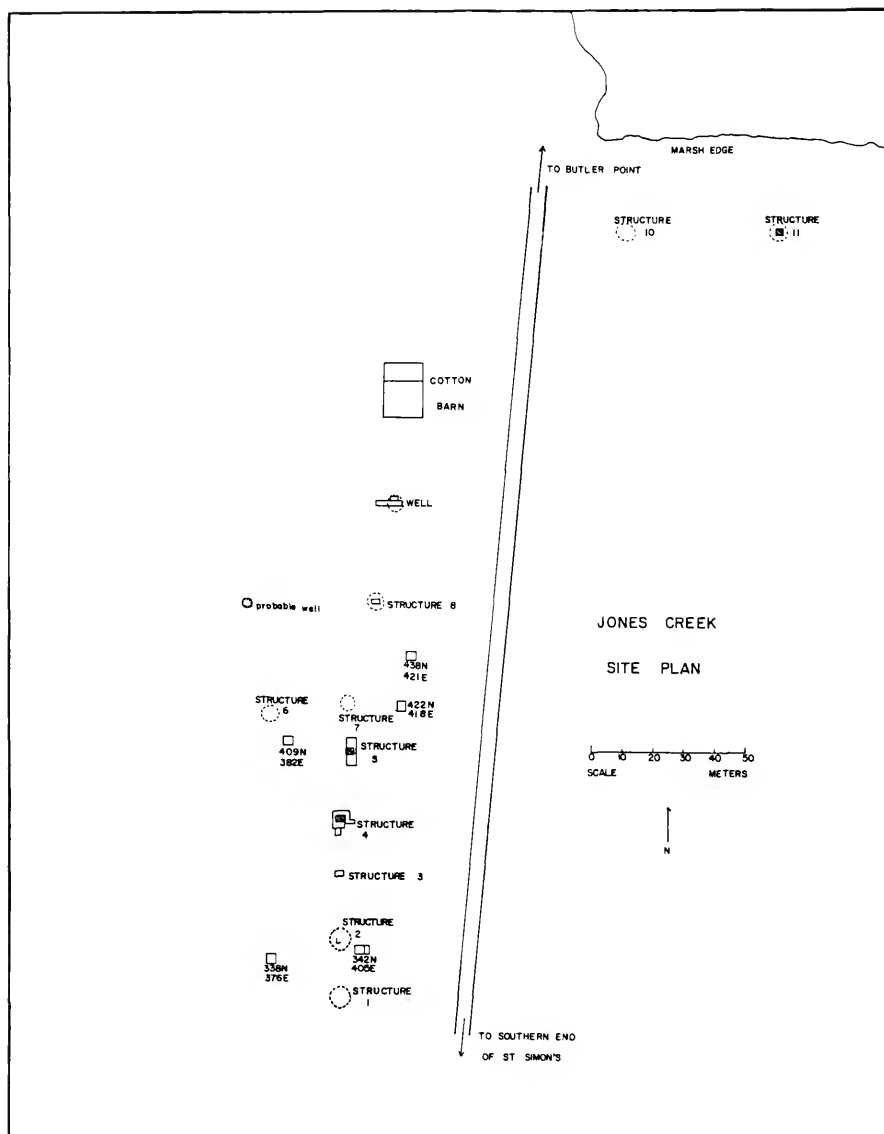 MARSH EDGE
TO BUTLER POINT
STRUCTURE
10
STRUCTURE
11
COTTON
BARN
WELL
probable well
STRUCTURE 8
JONES CREEK
SITE PLAN
438N
421E
STRUCTURE
6
STRUCTURE
7
422N
418E
409N
382E
STRUCTURE
5
0 10 20 30 40 50
SCALE METERS
STRUCTURE
4
N
STRUCTURE 3
STRUCTURE
2
L
342N
405E
338N
376E
STRUCTURE
1
TO SOUTHERN END
OF ST SIMON'S